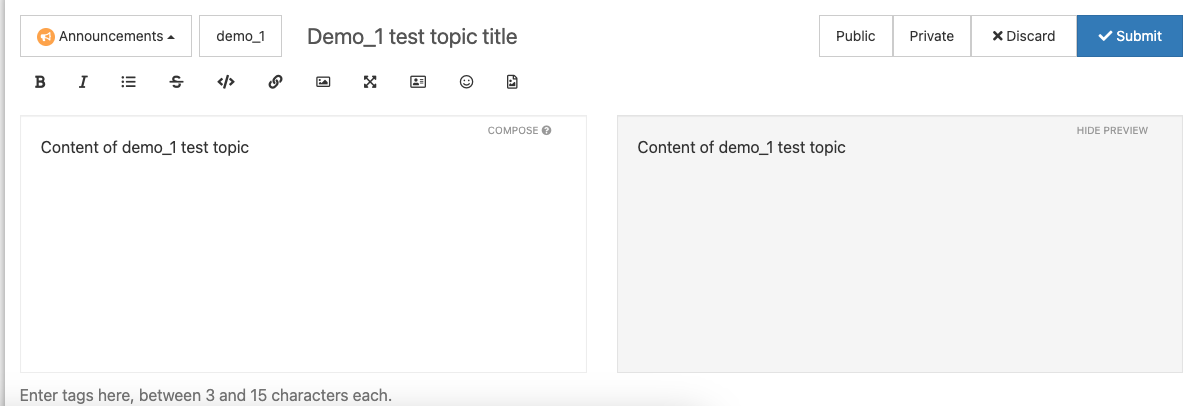 Announcements demo_1 Demo_1 test topic title Public Private Discard Submit
B I S </>
COMPOSE HIDE PREVIEW
Content of demo_1 test topic Content of demo_1 test topic
Enter tags here, between 3 and 15 characters each.